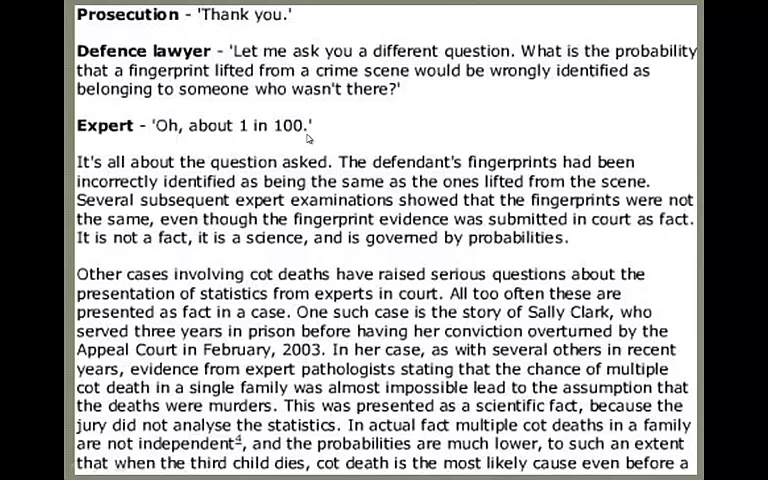 Prosecution - 'Thank you.'
Defence lawyer - 'Let me ask you a different question. What is the probability
that a fingerprint lifted from a crime scene would be wrongly identified as
belonging to someone who wasn't there?'
Expert - 'Oh, about 1 in 100.'
It's all about the question asked. The defendant's fingerprints had been
incorrectly identified as being the same as the ones lifted from the scene.
Several subsequent expert examinations showed that the fingerprints were not
the same, even though the fingerprint evidence was submitted in court as fact.
It is not a fact, it is a science, and is governed by probabilities.
Other cases involving cot deaths have raised serious questions about the
presentation of statistics from experts in court. All too often these are
presented as fact in a case. One such case is the story of Sally Clark, who
served three years in prison before having her conviction overturned by the
Appeal Court in February, 2003. In her case, as with several others in recent
years, evidence from expert pathologists stating that the chance of multiple
cot death in a single family was almost impossible lead to the assumption that
the deaths were murders. This was presented as a scientific fact, because the
jury did not analyse the statistics. In actual fact multiple cot deaths in a family
are not independent4, and the probabilities are much lower, to such an extent
that when the third child dies, cot death is the most likely cause even before a